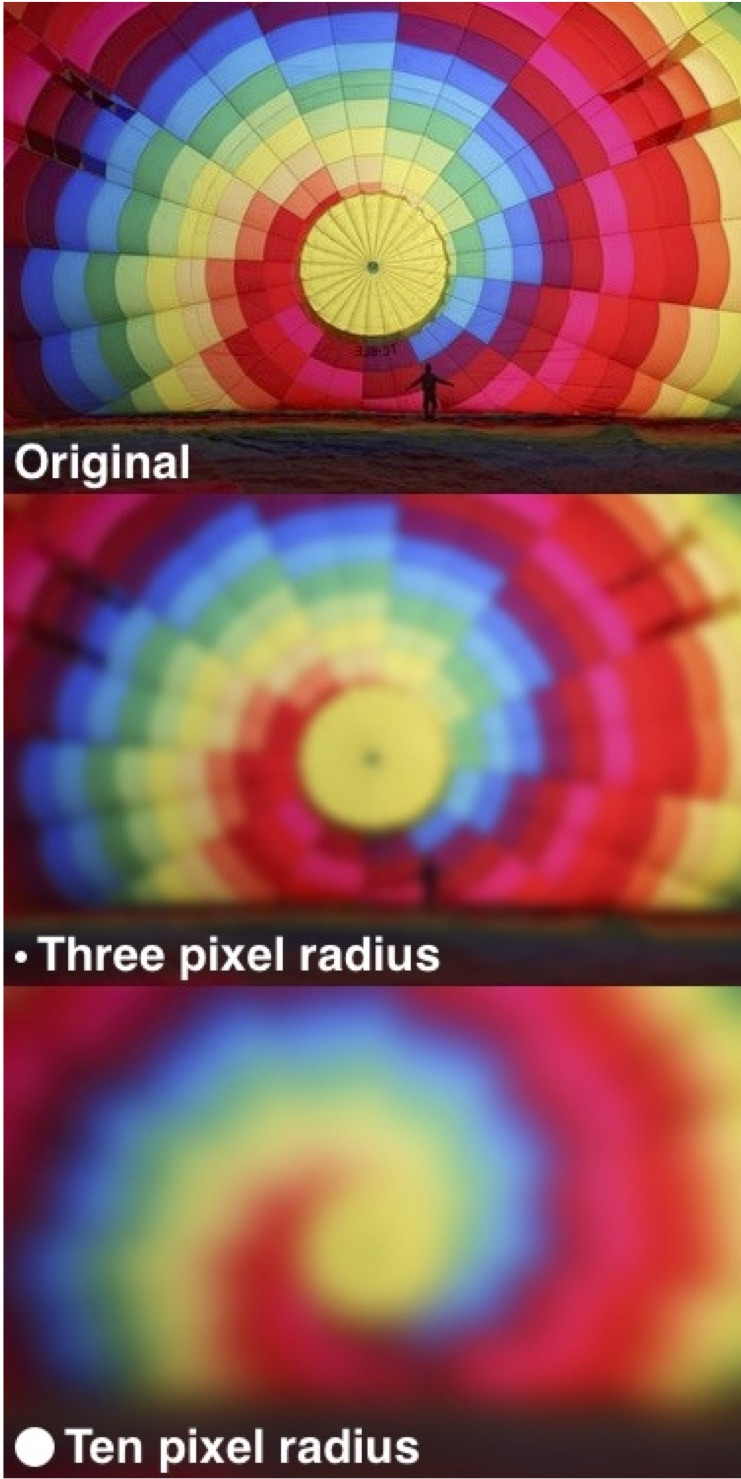 Original
• Three pixel radius
Ten pixel radius